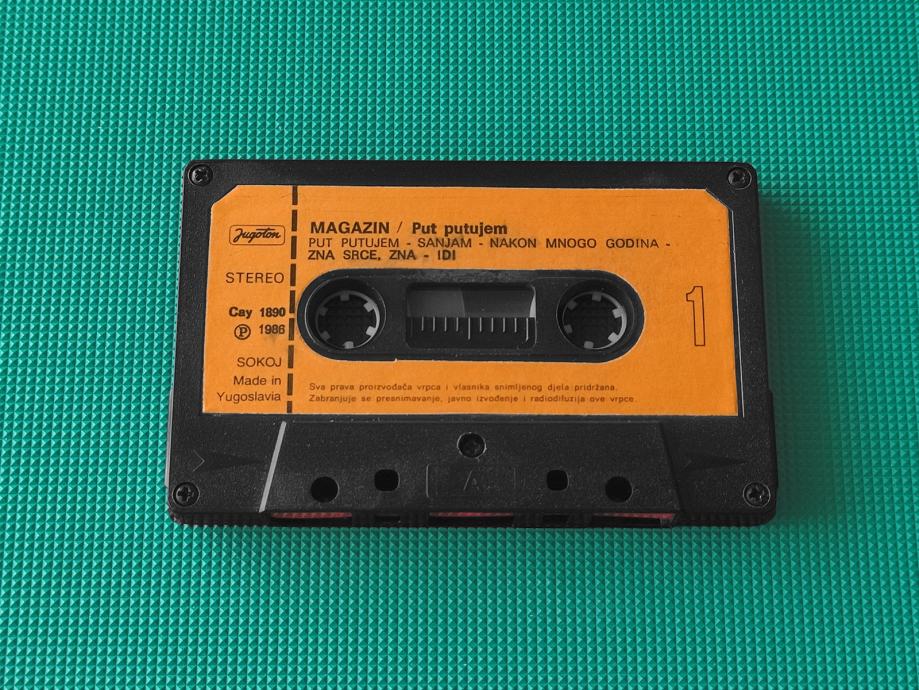 Jugoton
STEREO
Cay 1890
Ⓟ 1986
SOKOJ
Made in
Yugoslavia
MAGAZIN / Put putujem
PUT PUTUJEM - SANJAM - NAKON MNOGO GODINA -
ZNA SRCE, ZNA - IDI
1
Sva prava proizvođača vrpca i vlasnika snimljenog djela pridržana.
Zabranjuje se presnimavanje, javno izvođenje i radiodifuzija ove vrpce.
A